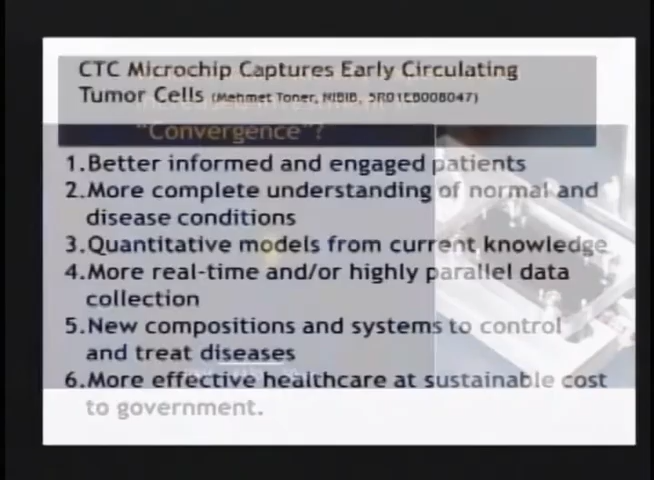 CTC Microchip Captures Early Circulating
Tumor Cells (Mehmet Toner, NIBIB, 5R01EB008047)
"Convergence"?
1.Better informed and engaged patients
2.More complete understanding of normal and
disease conditions
3.Quantitative models from current knowledge
4.More real-time and/or highly parallel data
collection
5.New compositions and systems to control
and treat diseases
6.More effective healthcare at sustainable cost
to government.